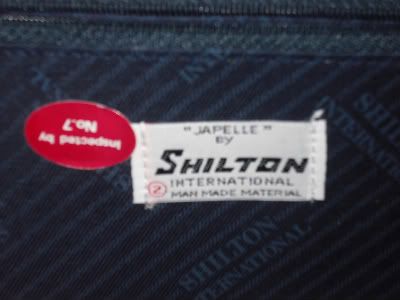 "JAPELLE"
BY
SHILTON
2 INTERNATIONAL
MAN MADE MATERIAL
Inspected by
No.7
SHILTON
INTERNATIONAL